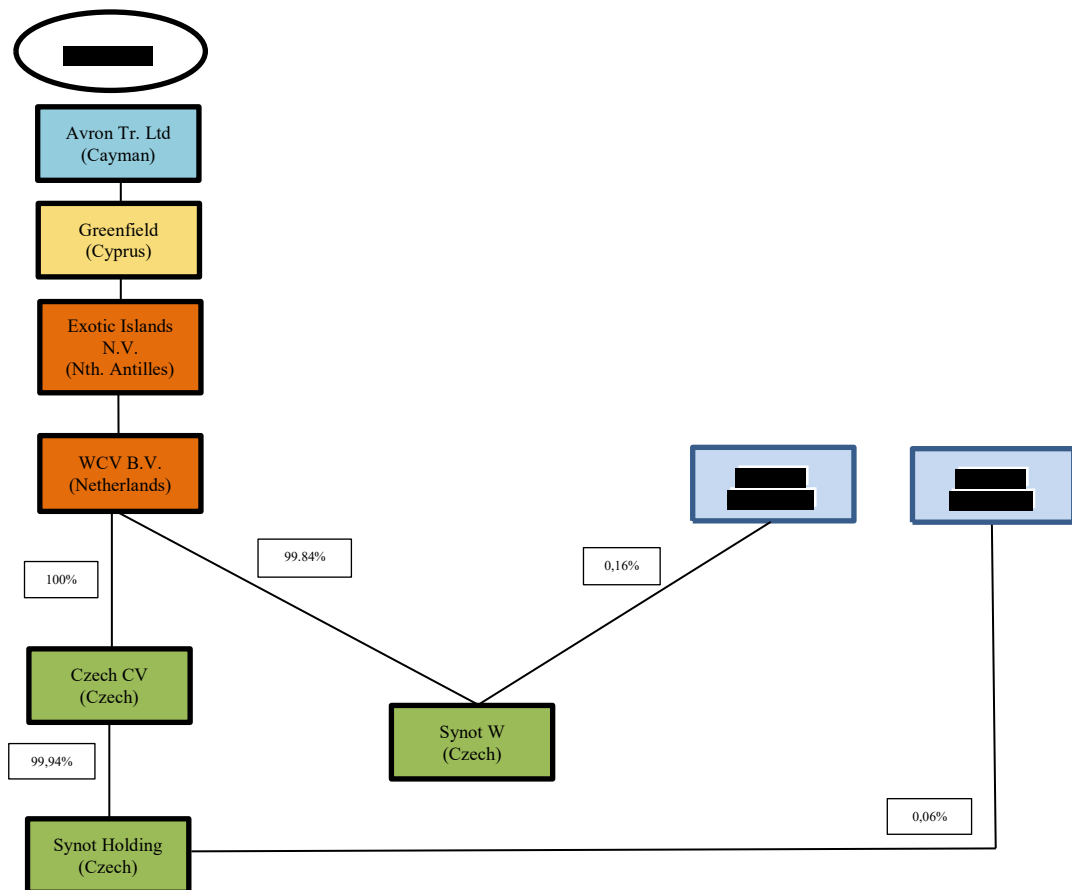 Avron Tr. Ltd
(Cayman)
Greenfield
(Cyprus)
Exotic Islands
N.V.
(Nth. Antilles)
WCV B.V.
(Netherlands)
99.84%
0,16%
100%
Czech CV
(Czech)
Synot W
(Czech)
99,94%
0,06%
Synot Holding
(Czech)